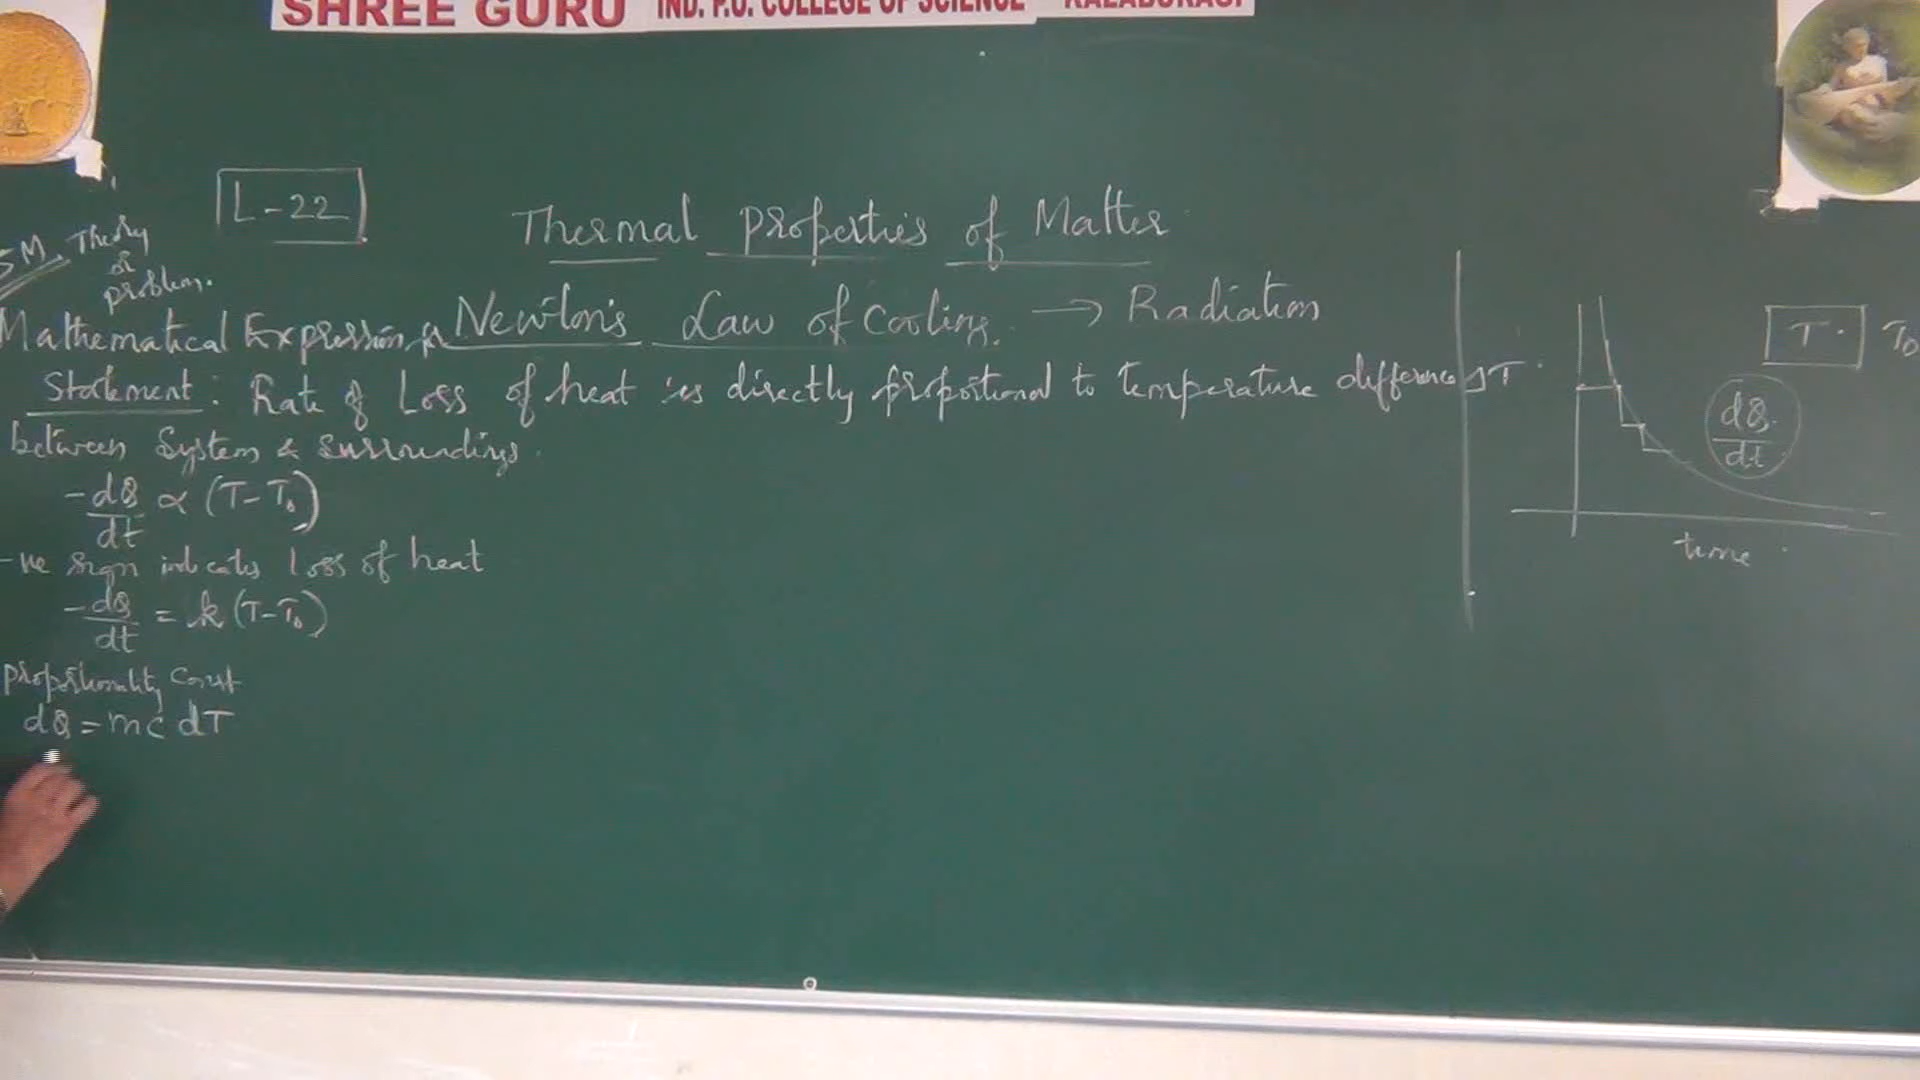 SHREE GURU IND. P.U. COLLEGE OF SCIENCE KALABURAGI
L-22
Thermal properties of Matter
5M. Theory or problem.
Mathematical Expression for Newton's Law of Cooling. → Radiation
Statement: Rate of Loss of heat is directly proportional to temperature difference ΔT.
between System & surroundings.
-dQ/dt ∝ (T-T₀)
-ve sign indicates loss of heat
-dQ/dt = k(T-T₀)
proportionality const
dQ = mc dT
T. T₀
dQ/dt
time